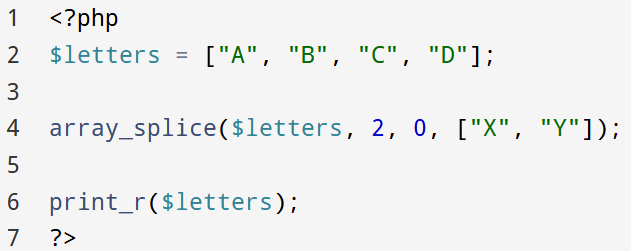 1 <?php
2 $letters = ["A", "B", "C", "D"];
3
4 array_splice($letters, 2, 0, ["X", "Y"]);
5
6 print_r($letters);
7 ?>